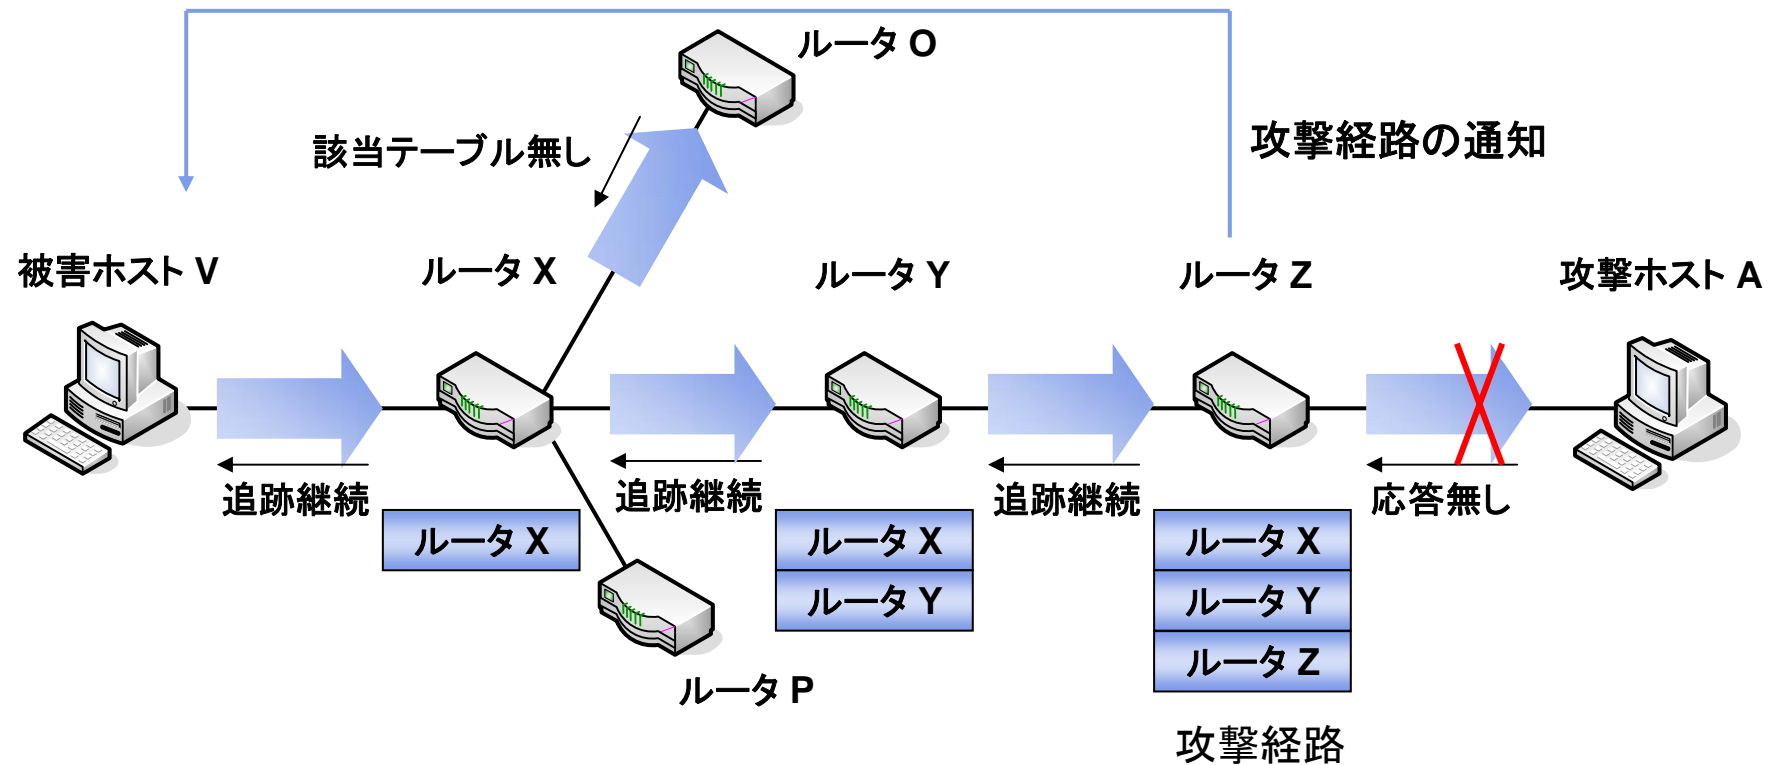 ルータ O
攻撃経路の通知
該当テーブル無し
被害ホスト V
ルータ X
ルータ Y
ルータ Z
攻撃ホスト A
追跡継続
追跡継続
追跡継続
応答無し
ルータ X
ルータ X
ルータ Y
ルータ X
ルータ Y
ルータ Z
ルータ P
攻撃経路